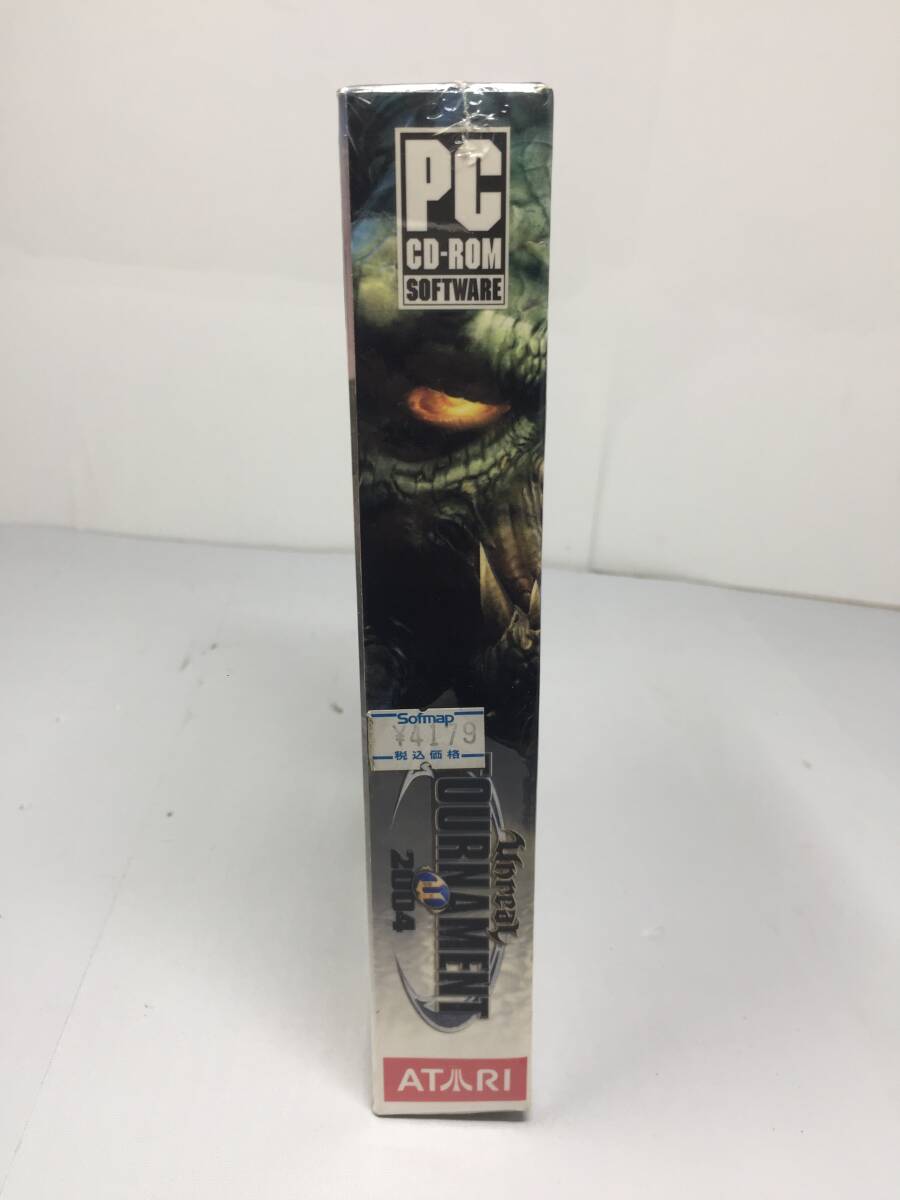 PC
CD-ROM
SOFTWARE
Sofmap
¥4179
税込価格
Unreal
TOURNAMENT
2004
ATARI